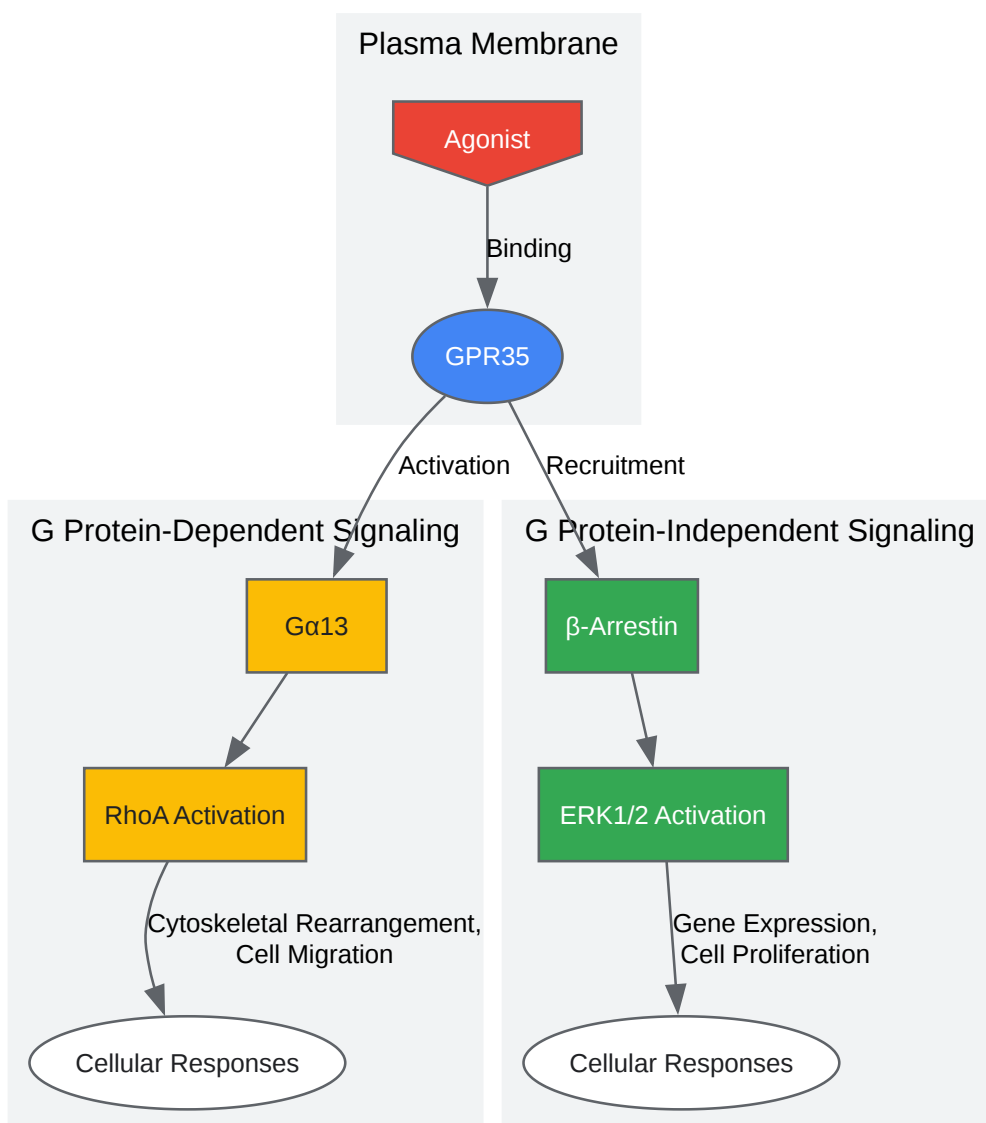 Plasma Membrane
Agonist
Binding
GPR35
Activation
Recruitment
G Protein-Dependent Signaling
Gα13
RhoA Activation
Cytoskeletal Rearrangement,
Cell Migration
Cellular Responses
G Protein-Independent Signaling
β-Arrestin
ERK1/2 Activation
Gene Expression,
Cell Proliferation
Cellular Responses